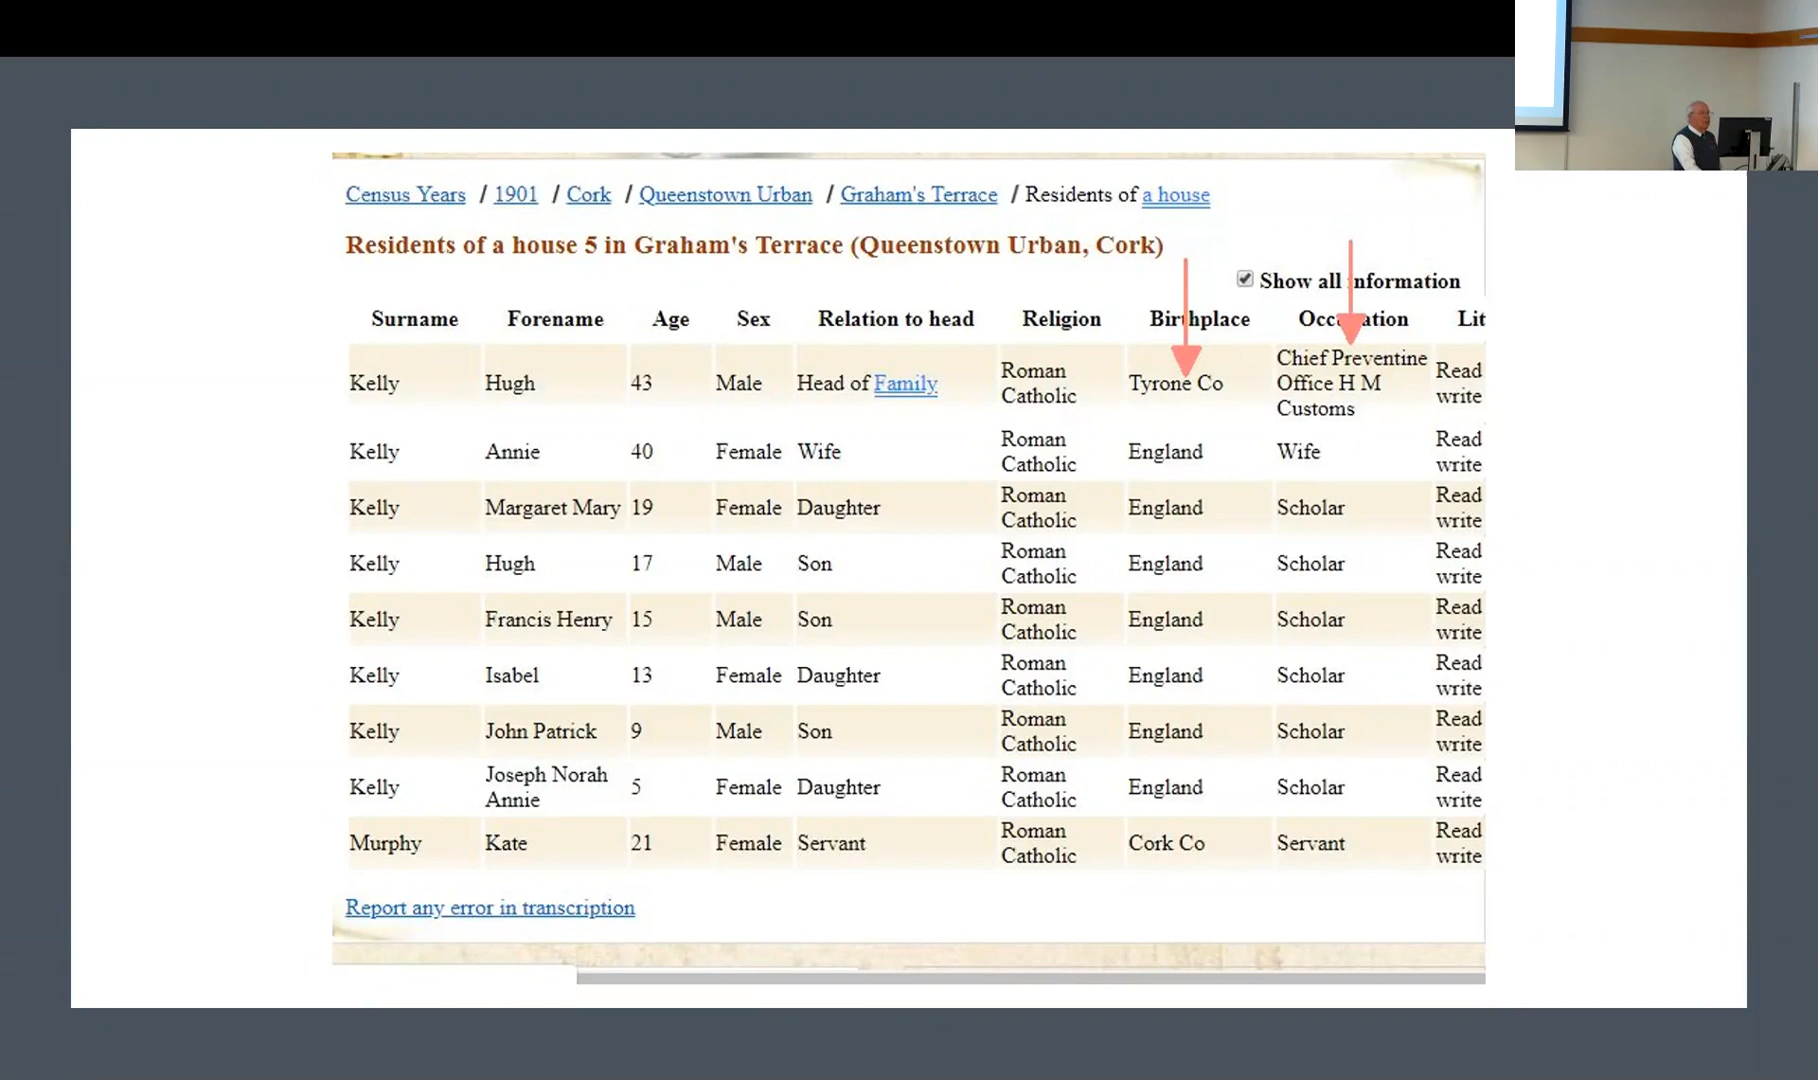 Census Years / 1901 / Cork / Queenstown Urban / Graham's Terrace / Residents of a house
Residents of a house 5 in Graham's Terrace (Queenstown Urban, Cork)
Show all information
Surname Forename Age Sex Relation to head Religion Birthplace Occupation Lit
Kelly Hugh 43 Male Head of Family Roman Catholic Tyrone Co Chief Preventine Office H M Customs Read write
Kelly Annie 40 Female Wife Roman Catholic England Wife Read write
Kelly Margaret Mary 19 Female Daughter Roman Catholic England Scholar Read write
Kelly Hugh 17 Male Son Roman Catholic England Scholar Read write
Kelly Francis Henry 15 Male Son Roman Catholic England Scholar Read write
Kelly Isabel 13 Female Daughter Roman Catholic England Scholar Read write
Kelly John Patrick 9 Male Son Roman Catholic England Scholar Read write
Kelly Joseph Norah Annie 5 Female Daughter Roman Catholic England Scholar Read write
Murphy Kate 21 Female Servant Roman Catholic Cork Co Servant Read write
Report any error in transcription